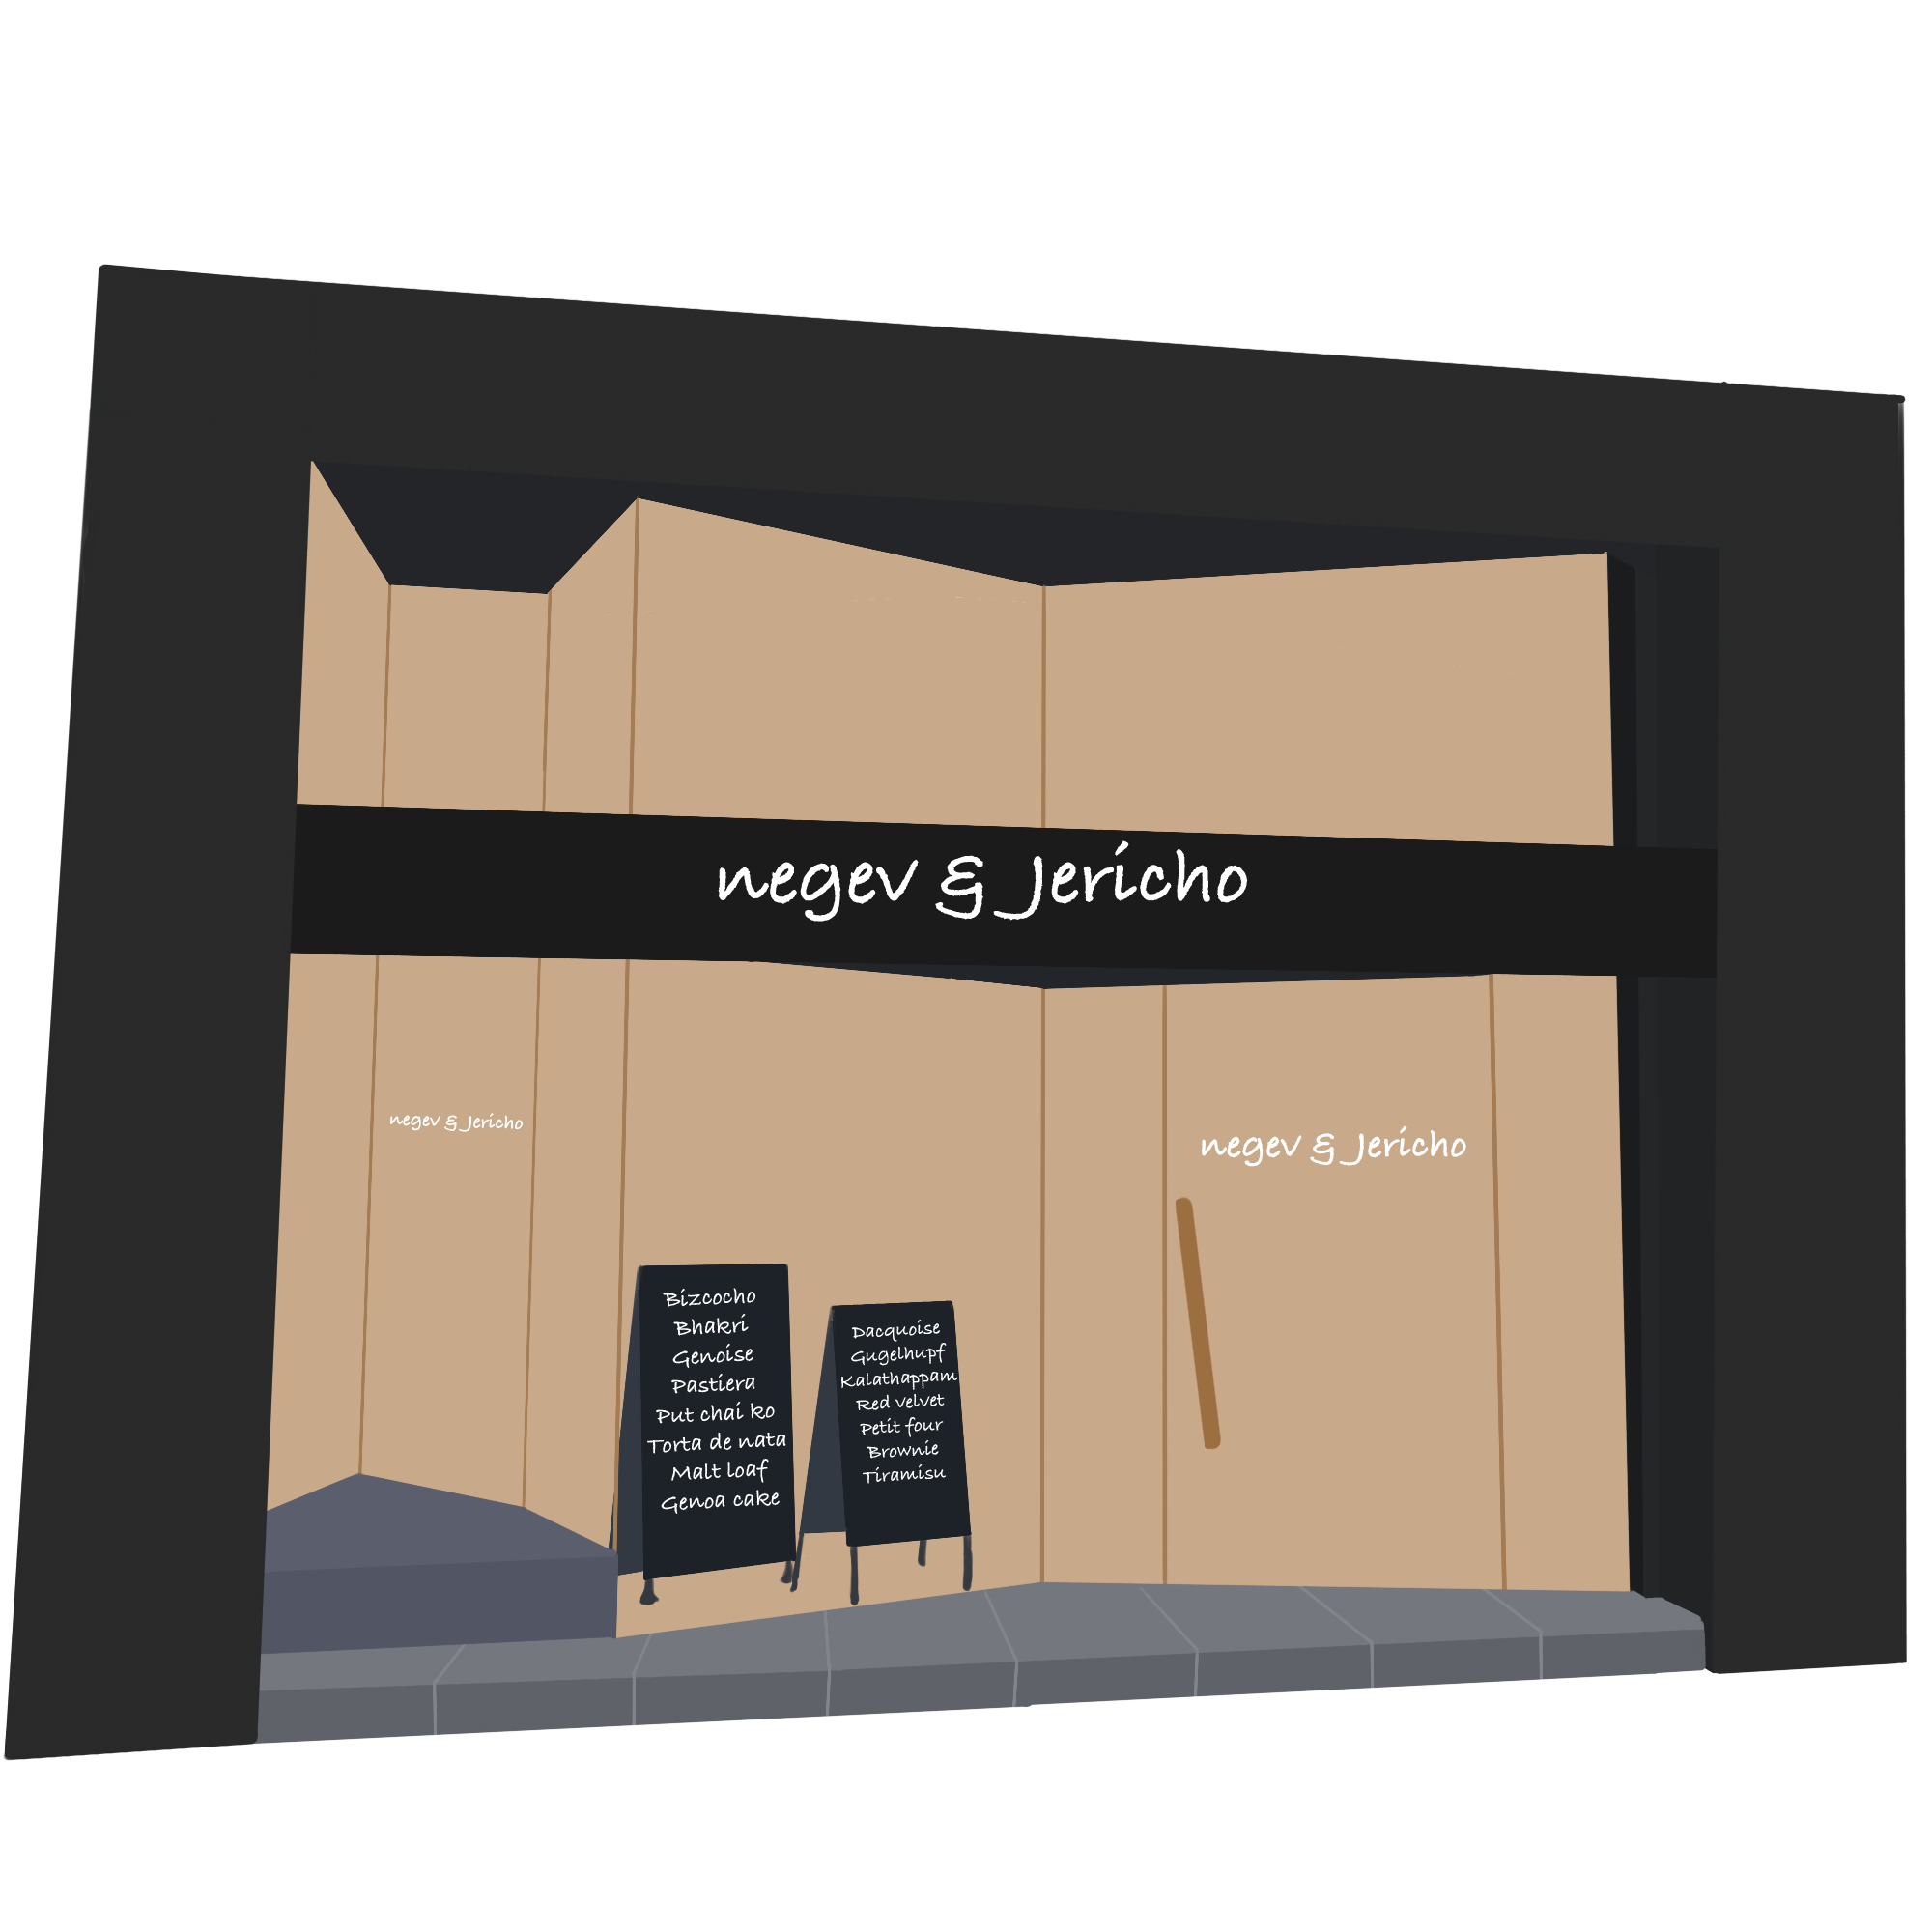 negev & Jericho
negev & Jericho
negev & Jericho
Bizcocho
Bhakri
Genoise
Pastiera
Put chai ko
Torta de nata
Malt loaf
Genoa cake
Dacquoise
Gugelhupf
Kalathappam
Red velvet
Petit four
Brownie
Tiramisu